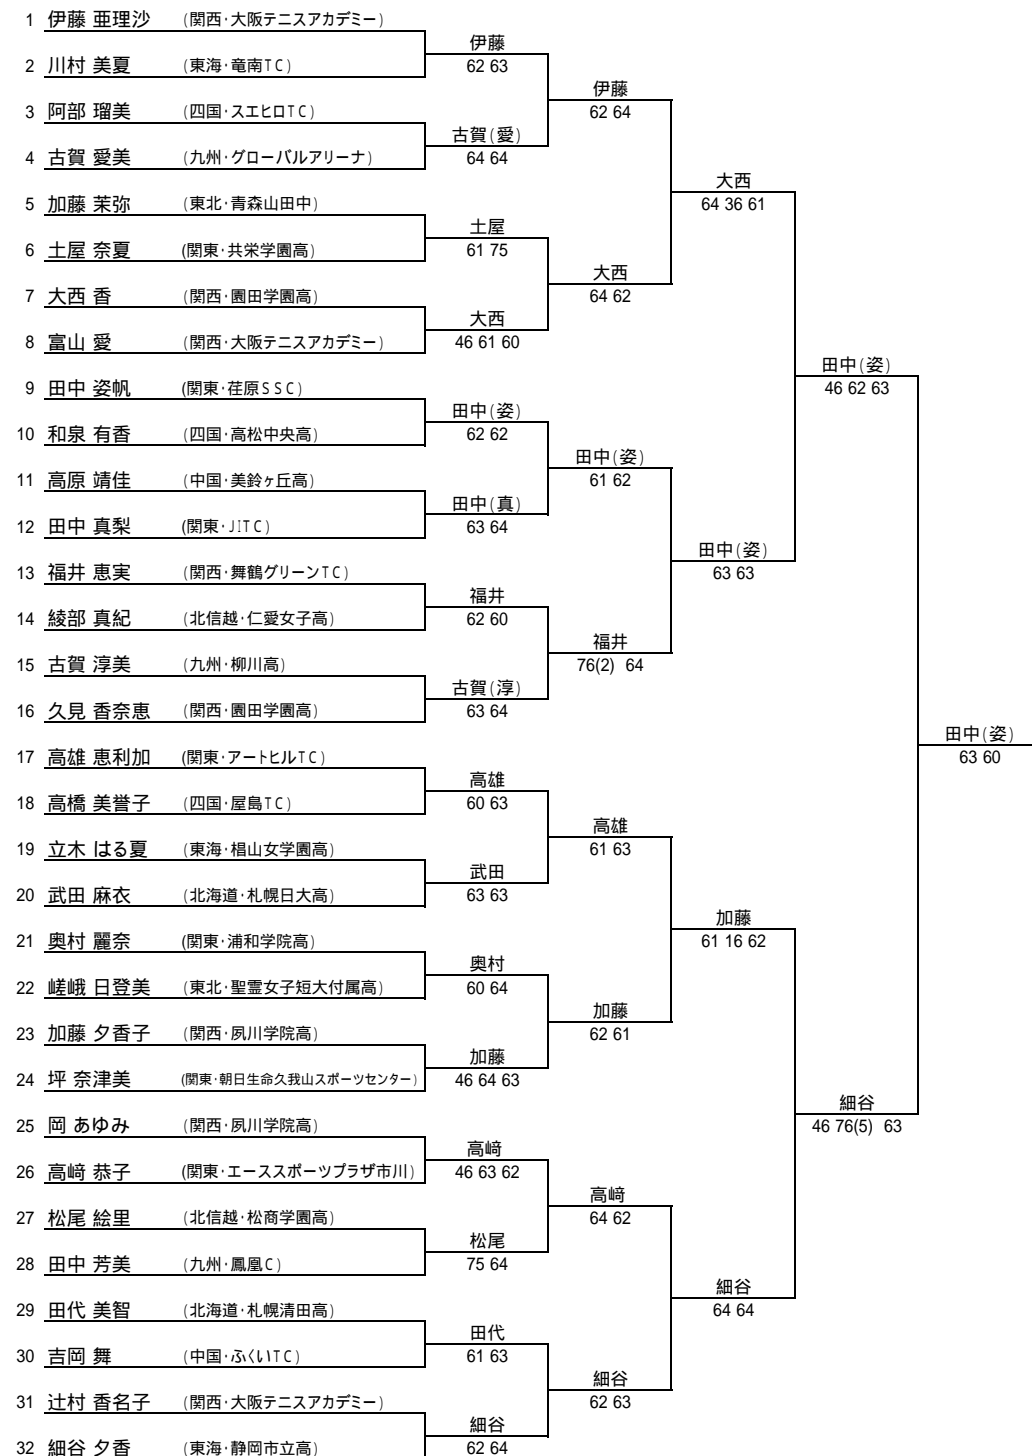 1 伊藤 亜理沙 (関西・大阪テニスアカデミー)
2 川村 美夏 (東海・竜南TC)
3 阿部 瑠美 (四国・スエヒロTC)
4 古賀 愛美 (九州・グローバルアリーナ)
5 加藤 茉弥 (東北・青森山田中)
6 土屋 奈夏 (関東・共栄学園高)
7 大西 香 (関西・園田学園高)
8 富山 愛 (関西・大阪テニスアカデミー)
9 田中 姿帆 (関東・荏原SSC)
10 和泉 有香 (四国・高松中央高)
11 高原 靖佳 (中国・美鈴ヶ丘高)
12 田中 真梨 (関東・JITC)
13 福井 恵実 (関西・舞鶴グリーンTC)
14 綾部 真紀 (北信越・仁愛女子高)
15 古賀 淳美 (九州・柳川高)
16 久見 香奈恵 (関西・園田学園高)
17 高雄 恵利加 (関東・アートヒルTC)
18 高橋 美誉子 (四国・屋島TC)
19 立木 はる夏 (東海・椙山女学園高)
20 武田 麻衣 (北海道・札幌日大高)
21 奥村 麗奈 (関東・浦和学院高)
22 嵯峨 日登美 (東北・聖霊女子短大付属高)
23 加藤 夕香子 (関西・夙川学院高)
24 坪 奈津美 (関東・朝日生命久我山スポーツセンター)
25 岡 あゆみ (関西・夙川学院高)
26 高﨑 恭子 (関東・エーススポーツプラザ市川)
27 松尾 絵里 (北信越・松商学園高)
28 田中 芳美 (九州・鳳凰C)
29 田代 美智 (北海道・札幌清田高)
30 吉岡 舞 (中国・ふくいTC)
31 辻村 香名子 (関西・大阪テニスアカデミー)
32 細谷 夕香 (東海・静岡市立高)
伊藤
62 63
古賀(愛)
64 64
土屋
61 75
大西
46 61 60
田中(姿)
62 62
田中(真)
63 64
福井
62 60
古賀(淳)
63 64
高雄
60 63
武田
63 63
奥村
60 64
加藤
46 64 63
高﨑
46 63 62
松尾
75 64
田代
61 63
細谷
62 64
伊藤
62 64
大西
64 62
田中(姿)
61 62
福井
76(2) 64
高雄
61 63
加藤
62 61
高﨑
64 62
細谷
62 63
大西
64 36 61
田中(姿)
63 63
加藤
61 16 62
細谷
64 64
田中(姿)
46 62 63
細谷
46 76(5) 63
田中(姿)
63 60